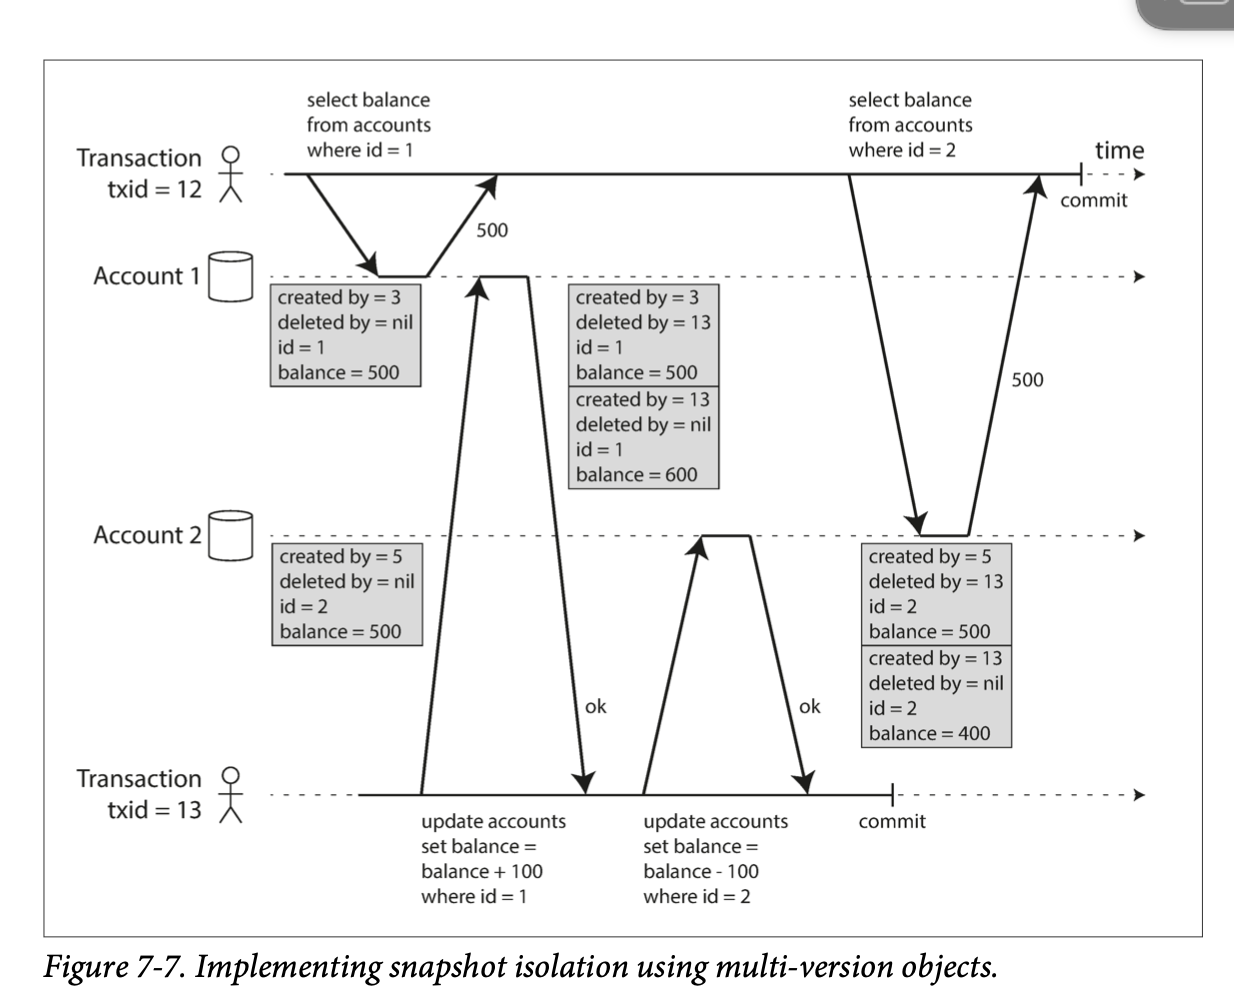 select balance
from accounts
where id = 1
select balance
from accounts
where id = 2
time
Transaction
txid = 12
commit
500
Account 1
created by = 3
deleted by = nil
id = 1
balance = 500
created by = 3
deleted by = 13
id = 1
balance = 500
created by = 13
deleted by = nil
id = 1
balance = 600
500
Account 2
created by = 5
deleted by = nil
id = 2
balance = 500
created by = 5
deleted by = 13
id = 2
balance = 500
created by = 13
deleted by = nil
id = 2
balance = 400
ok
ok
Transaction
txid = 13
update accounts
set balance =
balance + 100
where id = 1
update accounts
set balance =
balance - 100
where id = 2
commit
Figure 7-7. Implementing snapshot isolation using multi-version objects.